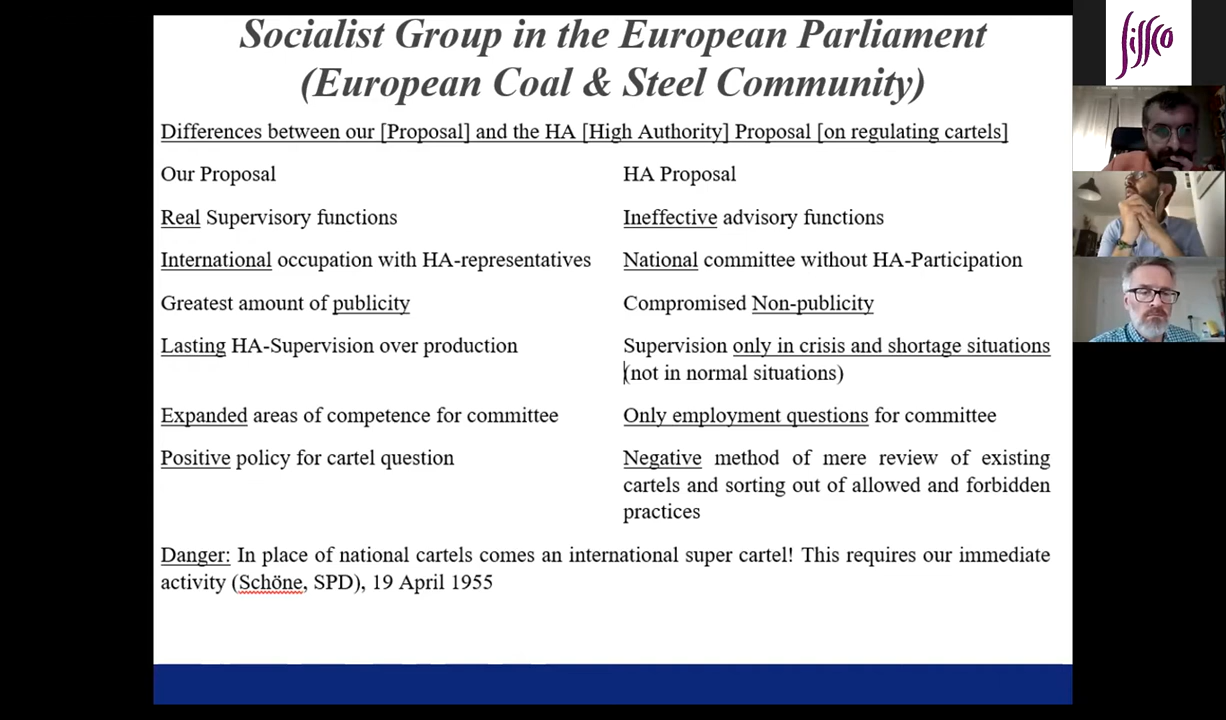 Socialist Group in the European Parliament
(European Coal & Steel Community)
Differences between our [Proposal] and the HA [High Authority] Proposal [on regulating cartels]
Our Proposal
HA Proposal
Real Supervisory functions
Ineffective advisory functions
International occupation with HA-representatives
National committee without HA-Participation
Greatest amount of publicity
Compromised Non-publicity
Lasting HA-Supervision over production
Supervision only in crisis and shortage situations
(not in normal situations)
Expanded areas of competence for committee
Only employment questions for committee
Positive policy for cartel question
Negative method of mere review of existing
cartels and sorting out of allowed and forbidden
practices
Danger: In place of national cartels comes an international super cartel! This requires our immediate
activity (Schöne, SPD), 19 April 1955
sissco